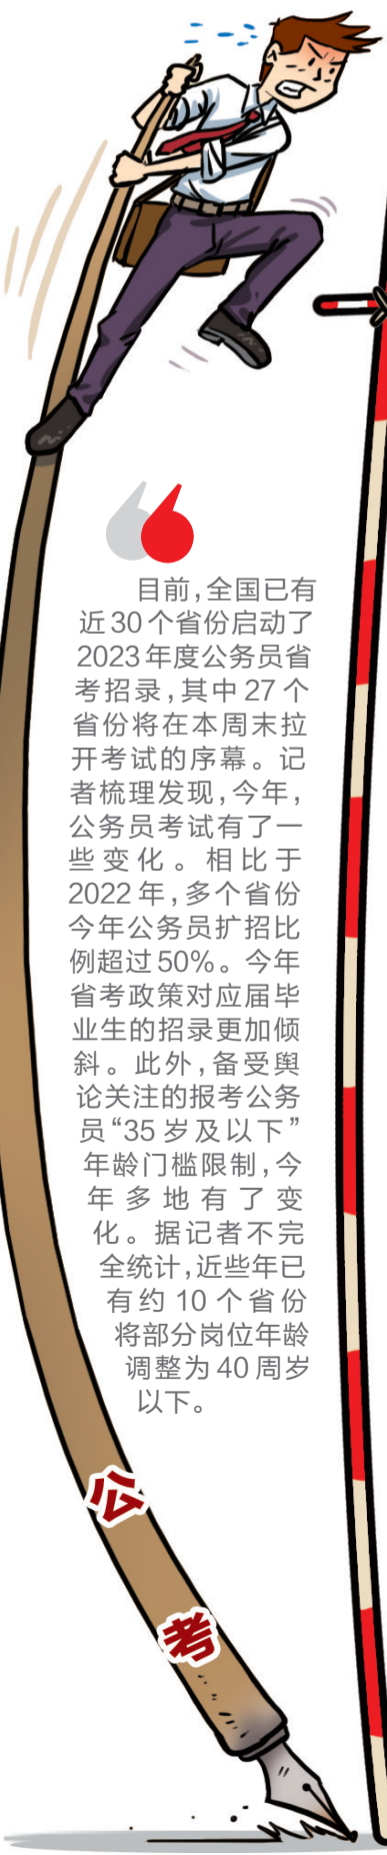 目前，全国已有
近30个省份启动了
2023年度公务员省
考招录，其中27个
省份将在本周末拉
开考试的序幕。记
者梳理发现，今年，
公务员考试有了一
些变化。相比于
2022年，多个省份
今年公务员扩招比
例超过50%。今年
省考政策对应届毕
业生的招录更加倾
斜。此外，备受舆
论关注的报考公务
员“35岁及以下”
年龄门槛限制，今
年多地有了变
化。据记者不完
全统计，近些年已
有约10个省份
将部分岗位年龄
调整为40周岁
以下。
公
考